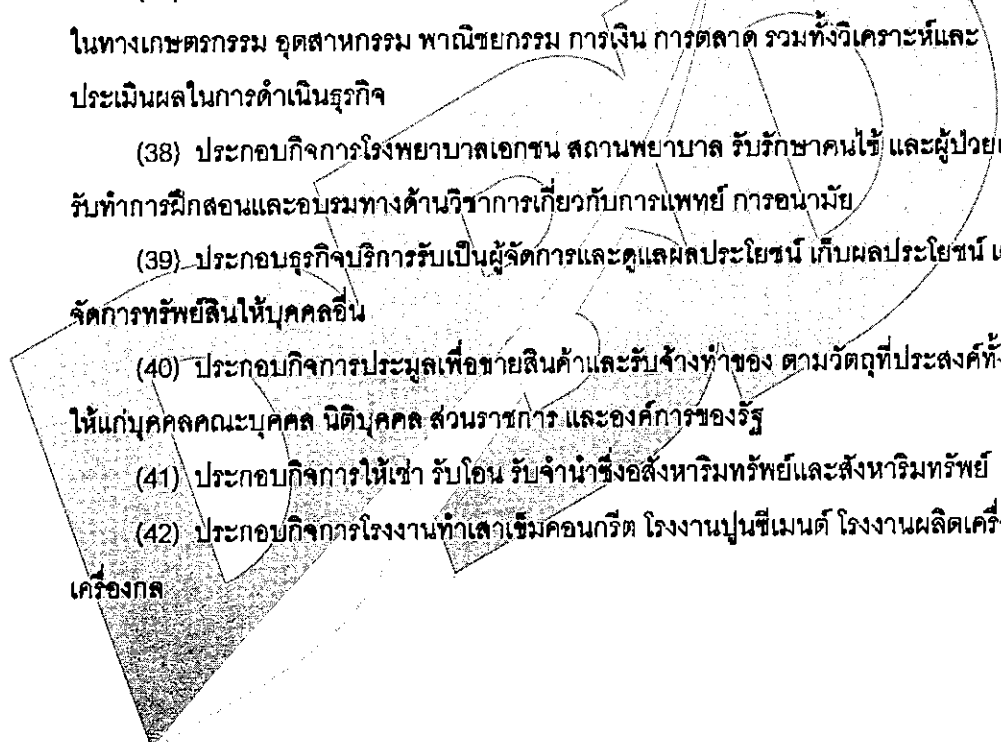 ในทางเกษตรกรรม อุตสาหกรรม พาณิชยกรรม การเงิน การตลาด รวมทั้งวิเคราะห์และ
ประเมินผลในการดำเนินธุรกิจ
(38) ประกอบกิจการโรงพยาบาลเอกชน สถานพยาบาล รับรักษาคนไข้ และผู้ป่วย
รับทำการฝึกสอนและอบรมทางด้านวิชาการเกี่ยวกับการแพทย์ การอนามัย
(39) ประกอบธุรกิจบริการรับเป็นผู้จัดการและดูแลผลประโยชน์ เก็บผลประโยชน์
จัดการทรัพย์สินให้บุคคลอื่น
(40) ประกอบกิจการประมูลเพื่อขายสินค้าและรับจ้างทำของ ตามวัตถุที่ประสงค์
ให้แก่บุคคลคณะบุคคล นิติบุคคล ส่วนราชการ และองค์การของรัฐ
(41) ประกอบกิจการให้เช่า รับโอน รับจำนำซึ่งอสังหาริมทรัพย์และสังหาริมทรัพย์
(42) ประกอบกิจการโรงงานทำเสาเข็มคอนกรีต โรงงานปูนซีเมนต์ โรงงานผลิต
เครื่องกล